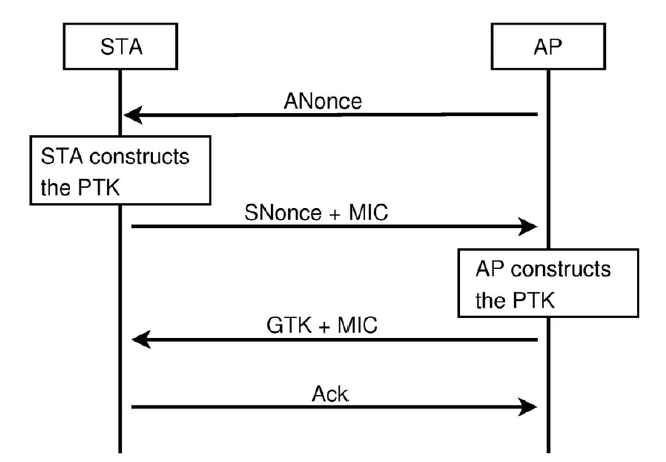 STA
AP
ANonce
STA constructs
the PTK
SNonce + MIC
AP constructs
the PTK
GTK + MIC
Ack